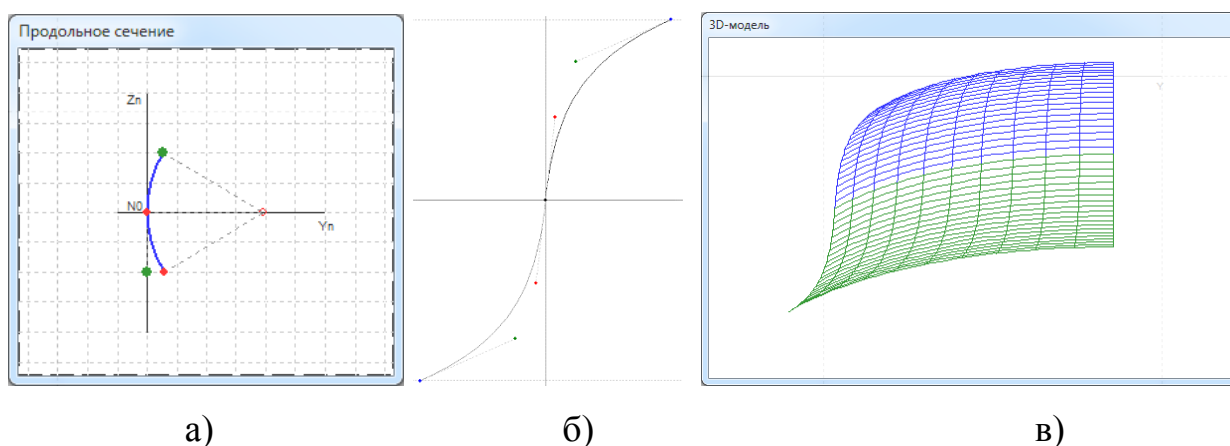 Продольное сечение
Zn
N0
Yn
3D-модель
Y
а)
б)
в)